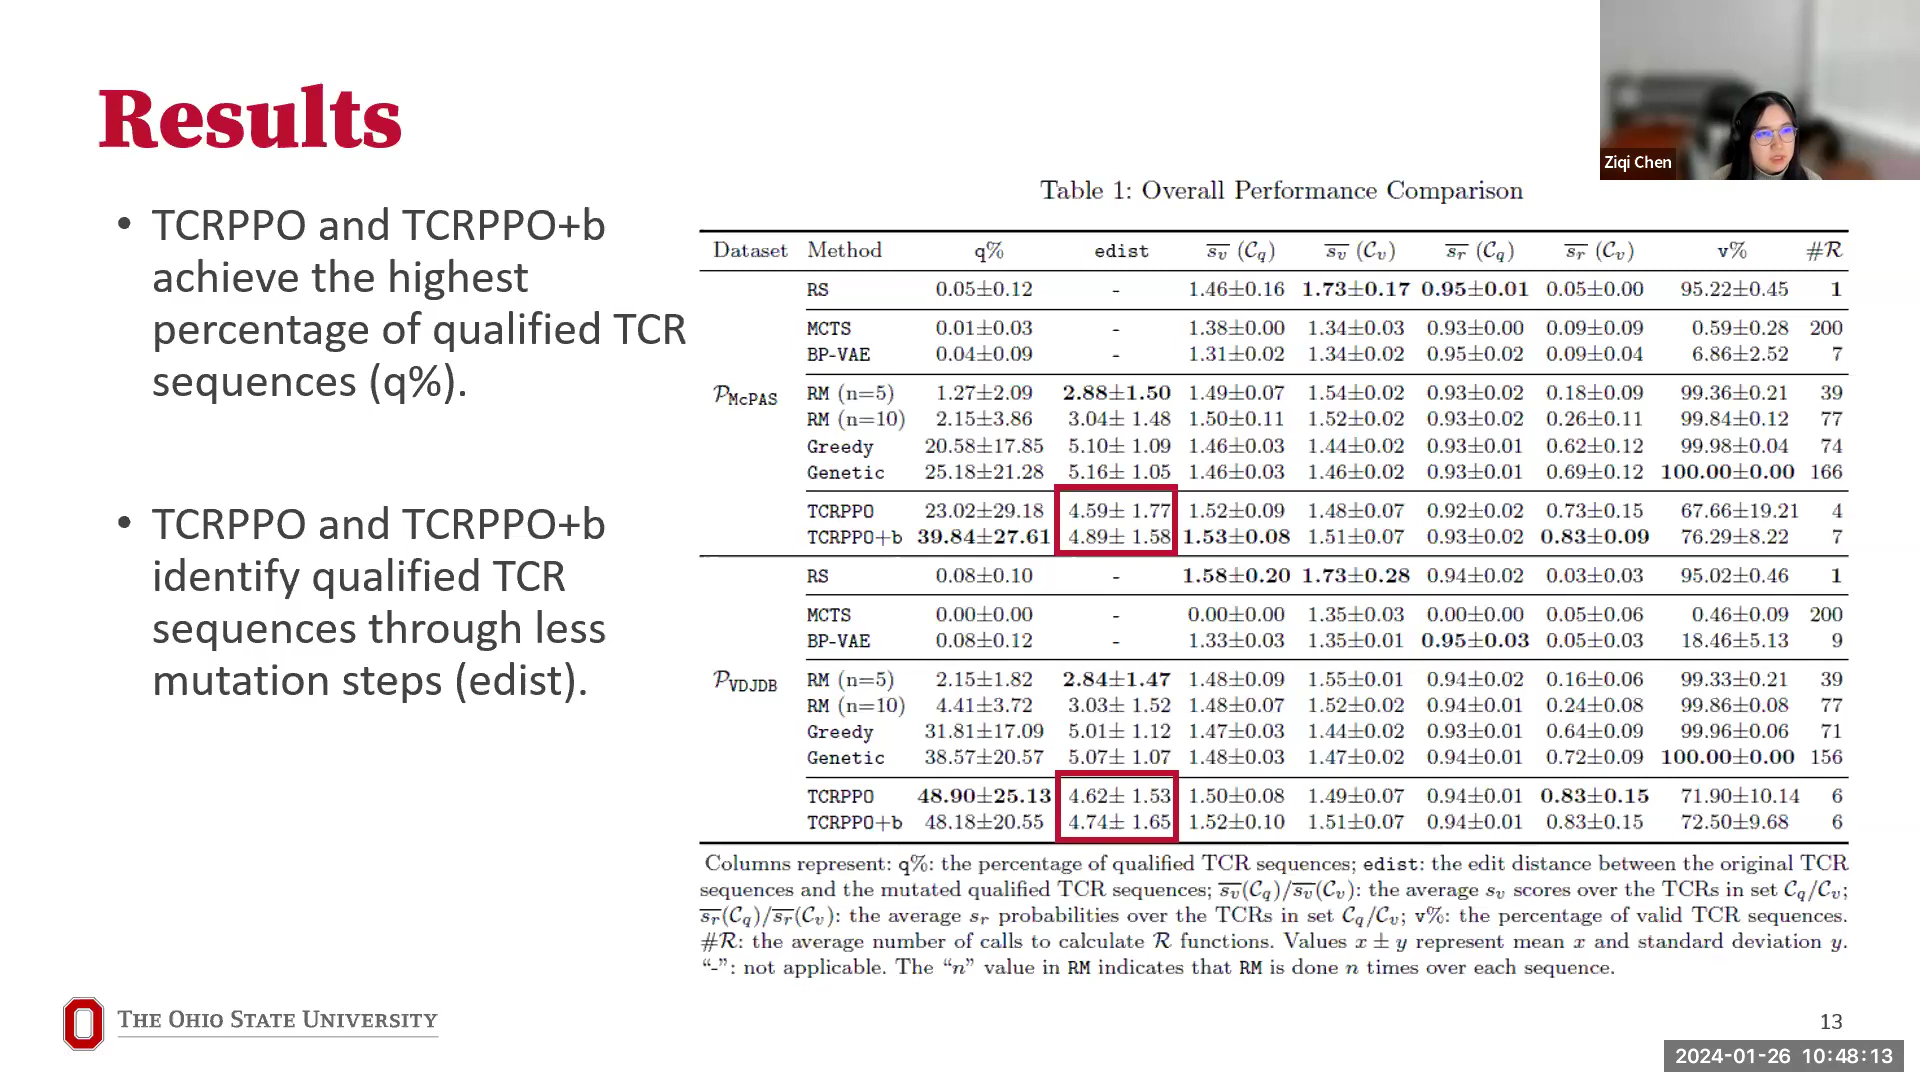 Results
• TCRPPO and TCRPPO+b
achieve the highest
percentage of qualified TCR
sequences (q%).
• TCRPPO and TCRPPO+b
identify qualified TCR
sequences through less
mutation steps (edist).
Ziqi Chen
Table 1: Overall Performance Comparison
Dataset Method q% edist s̅ᵥ (𝒞_q) s̅ᵥ (𝒞ᵥ) s̅ᵣ (𝒞_q) s̅ᵣ (𝒞ᵥ) v% #ℛ
RS 0.05±0.12 - 1.46±0.16 1.73±0.17 0.95±0.01 0.05±0.00 95.22±0.45 1
MCTS 0.01±0.03 - 1.38±0.00 1.34±0.03 0.93±0.00 0.09±0.09 0.59±0.28 200
BP-VAE 0.04±0.09 - 1.31±0.02 1.34±0.02 0.95±0.02 0.09±0.04 6.86±2.52 7
𝒫McPAS RM (n=5) 1.27±2.09 2.88±1.50 1.49±0.07 1.54±0.02 0.93±0.02 0.18±0.09 99.36±0.21 39
RM (n=10) 2.15±3.86 3.04± 1.48 1.50±0.11 1.52±0.02 0.93±0.02 0.26±0.11 99.84±0.12 77
Greedy 20.58±17.85 5.10± 1.09 1.46±0.03 1.44±0.02 0.93±0.01 0.62±0.12 99.98±0.04 74
Genetic 25.18±21.28 5.16± 1.05 1.46±0.03 1.46±0.02 0.93±0.01 0.69±0.12 100.00±0.00 166
TCRPPO 23.02±29.18 4.59± 1.77 1.52±0.09 1.48±0.07 0.92±0.02 0.73±0.15 67.66±19.21 4
TCRPPO+b 39.84±27.61 4.89± 1.58 1.53±0.08 1.51±0.07 0.93±0.02 0.83±0.09 76.29±8.22 7
RS 0.08±0.10 - 1.58±0.20 1.73±0.28 0.94±0.02 0.03±0.03 95.02±0.46 1
MCTS 0.00±0.00 - 0.00±0.00 1.35±0.03 0.00±0.00 0.05±0.06 0.46±0.09 200
BP-VAE 0.08±0.12 - 1.33±0.03 1.35±0.01 0.95±0.03 0.05±0.03 18.46±5.13 9
𝒫VDJDB RM (n=5) 2.15±1.82 2.84±1.47 1.48±0.09 1.55±0.01 0.94±0.02 0.16±0.06 99.33±0.21 39
RM (n=10) 4.41±3.72 3.03± 1.52 1.48±0.07 1.52±0.02 0.94±0.01 0.24±0.08 99.86±0.08 77
Greedy 31.81±17.09 5.01± 1.12 1.47±0.03 1.44±0.02 0.93±0.01 0.64±0.09 99.96±0.06 71
Genetic 38.57±20.57 5.07± 1.07 1.48±0.03 1.47±0.02 0.94±0.01 0.72±0.09 100.00±0.00 156
TCRPPO 48.90±25.13 4.62± 1.53 1.50±0.08 1.49±0.07 0.94±0.01 0.83±0.15 71.90±10.14 6
TCRPPO+b 48.18±20.55 4.74± 1.65 1.52±0.10 1.51±0.07 0.94±0.01 0.83±0.15 72.50±9.68 6
Columns represent: q%: the percentage of qualified TCR sequences; edist: the edit distance between the original TCR
sequences and the mutated qualified TCR sequences; s̅ᵥ(𝒞_q)/s̅ᵥ(𝒞ᵥ): the average sᵥ scores over the TCRs in set 𝒞_q/𝒞ᵥ;
s̅ᵣ(𝒞_q)/s̅ᵣ(𝒞ᵥ): the average sᵣ probabilities over the TCRs in set 𝒞_q/𝒞ᵥ; v%: the percentage of valid TCR sequences.
#ℛ: the average number of calls to calculate ℛ functions. Values x ± y represent mean x and standard deviation y.
“-”: not applicable. The “n” value in RM indicates that RM is done n times over each sequence.
THE OHIO STATE UNIVERSITY
13
2024-01-26 10:48:13